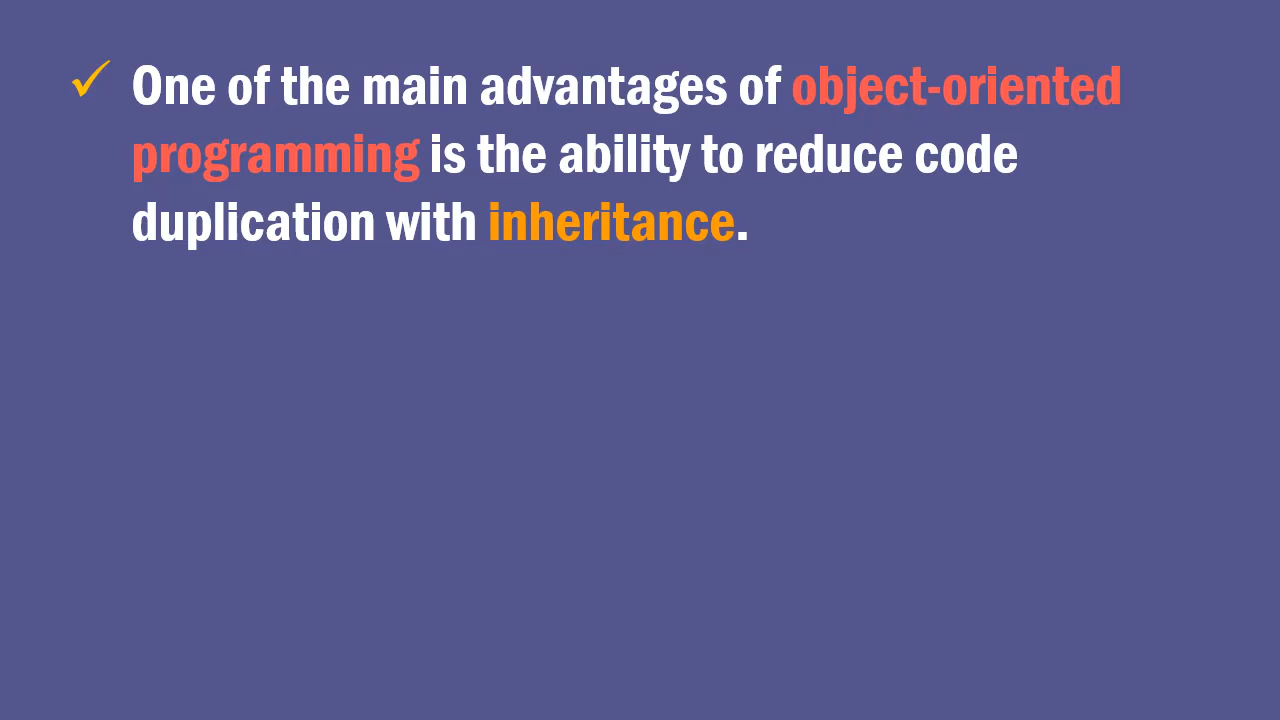 ✓ One of the main advantages of object-oriented
programming is the ability to reduce code
duplication with inheritance.